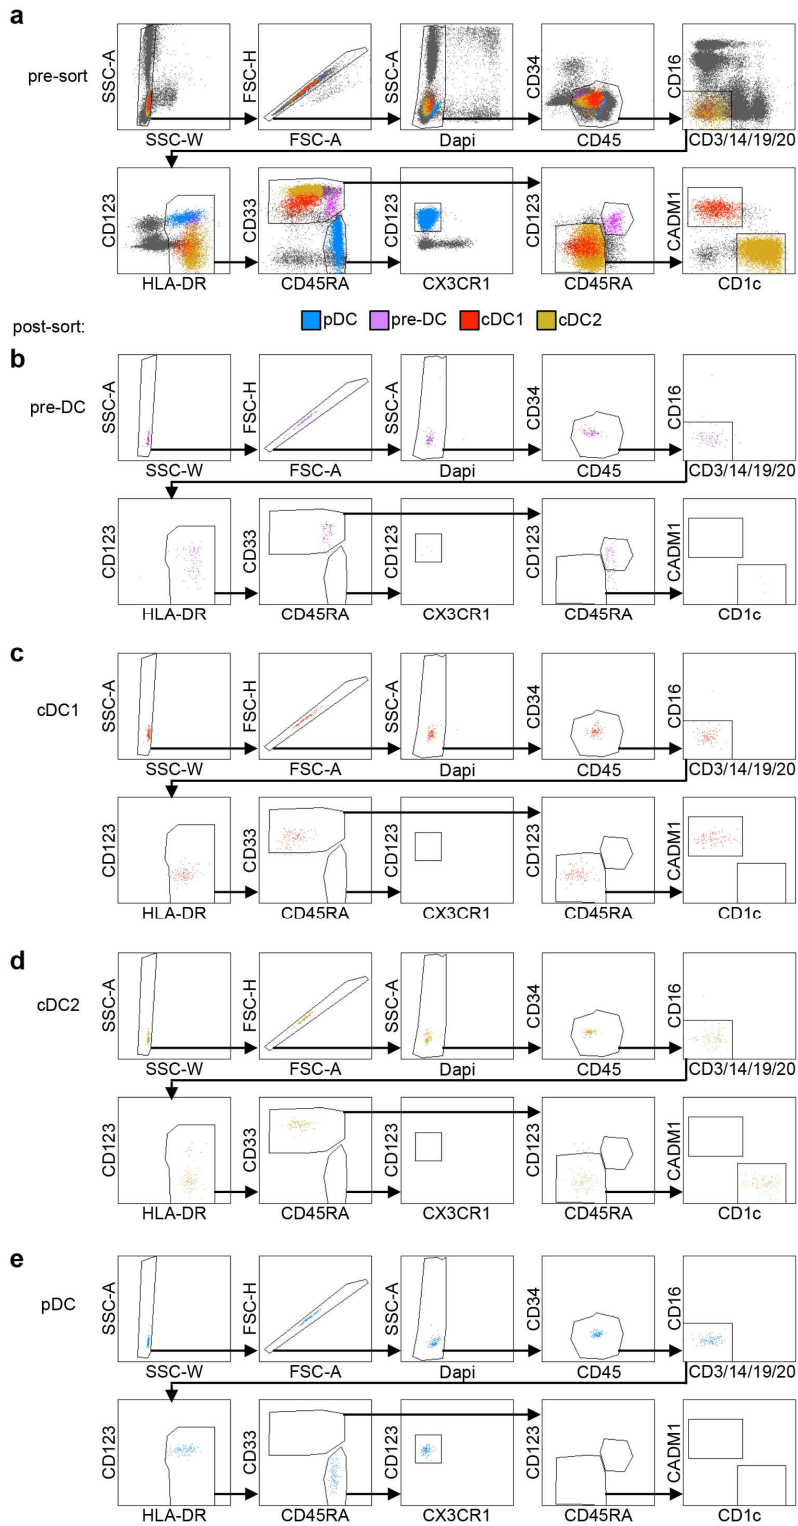 a
pre-sort
SSC-A
SSC-W
FSC-H
FSC-A
SSC-A
Dapi
CD34
CD45
CD16
CD3/14/19/20
CD123
HLA-DR
CD33
CD45RA
CD123
CX3CR1
CD123
CD45RA
CADM1
CD1c
post-sort:
pDC pre-DC cDC1 cDC2
b
pre-DC
SSC-A
SSC-W
FSC-H
FSC-A
SSC-A
Dapi
CD34
CD45
CD16
CD3/14/19/20
CD123
HLA-DR
CD33
CD45RA
CD123
CX3CR1
CD123
CD45RA
CADM1
CD1c
c
cDC1
SSC-A
SSC-W
FSC-H
FSC-A
SSC-A
Dapi
CD34
CD45
CD16
CD3/14/19/20
CD123
HLA-DR
CD33
CD45RA
CD123
CX3CR1
CD123
CD45RA
CADM1
CD1c
d
cDC2
SSC-A
SSC-W
FSC-H
FSC-A
SSC-A
Dapi
CD34
CD45
CD16
CD3/14/19/20
CD123
HLA-DR
CD33
CD45RA
CD123
CX3CR1
CD123
CD45RA
CADM1
CD1c
e
pDC
SSC-A
SSC-W
FSC-H
FSC-A
SSC-A
Dapi
CD34
CD45
CD16
CD3/14/19/20
CD123
HLA-DR
CD33
CD45RA
CD123
CX3CR1
CD123
CD45RA
CADM1
CD1c